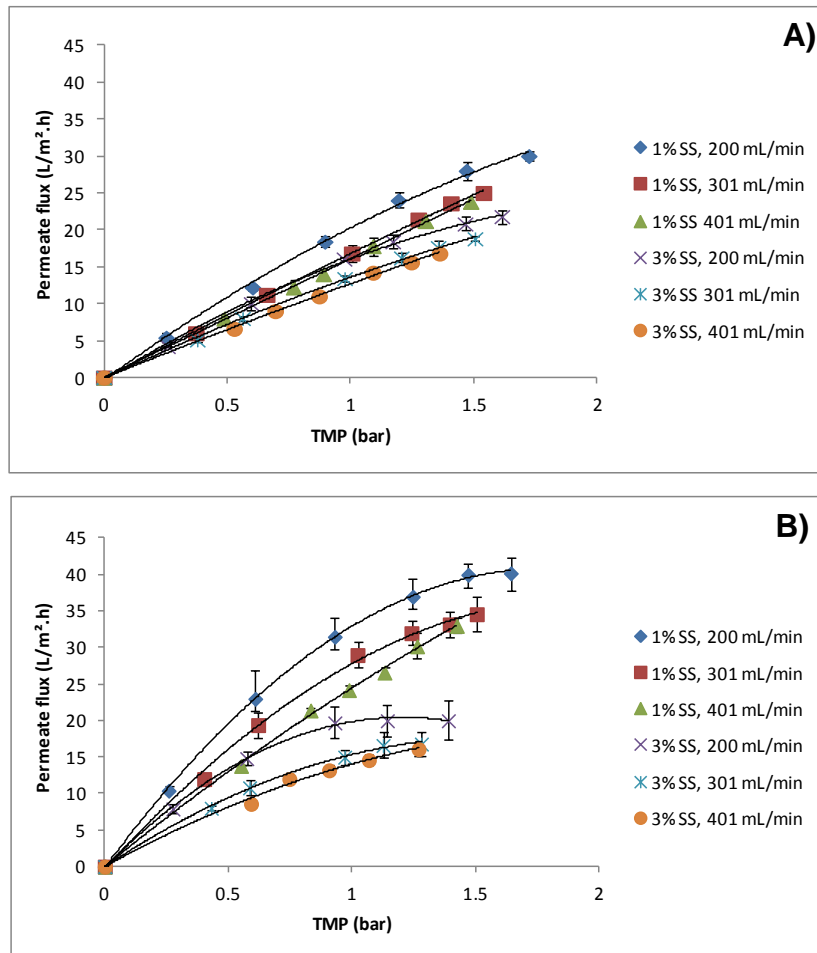 A)
45
40
35
30
25
20
15
10
5
0
Permeate flux (L/m².h)
0 0.5 1 1.5 2
TMP (bar)
1% SS, 200 mL/min
1% SS, 301 mL/min
1% SS 401 mL/min
3% SS, 200 mL/min
3% SS 301 mL/min
3% SS, 401 mL/min
B)
45
40
35
30
25
20
15
10
5
0
Permeate flux (L/m².h)
0 0.5 1 1.5 2
TMP (bar)
1% SS, 200 mL/min
1% SS, 301 mL/min
1% SS, 401 mL/min
3% SS, 200 mL/min
3% SS, 301 mL/min
3% SS, 401 mL/min